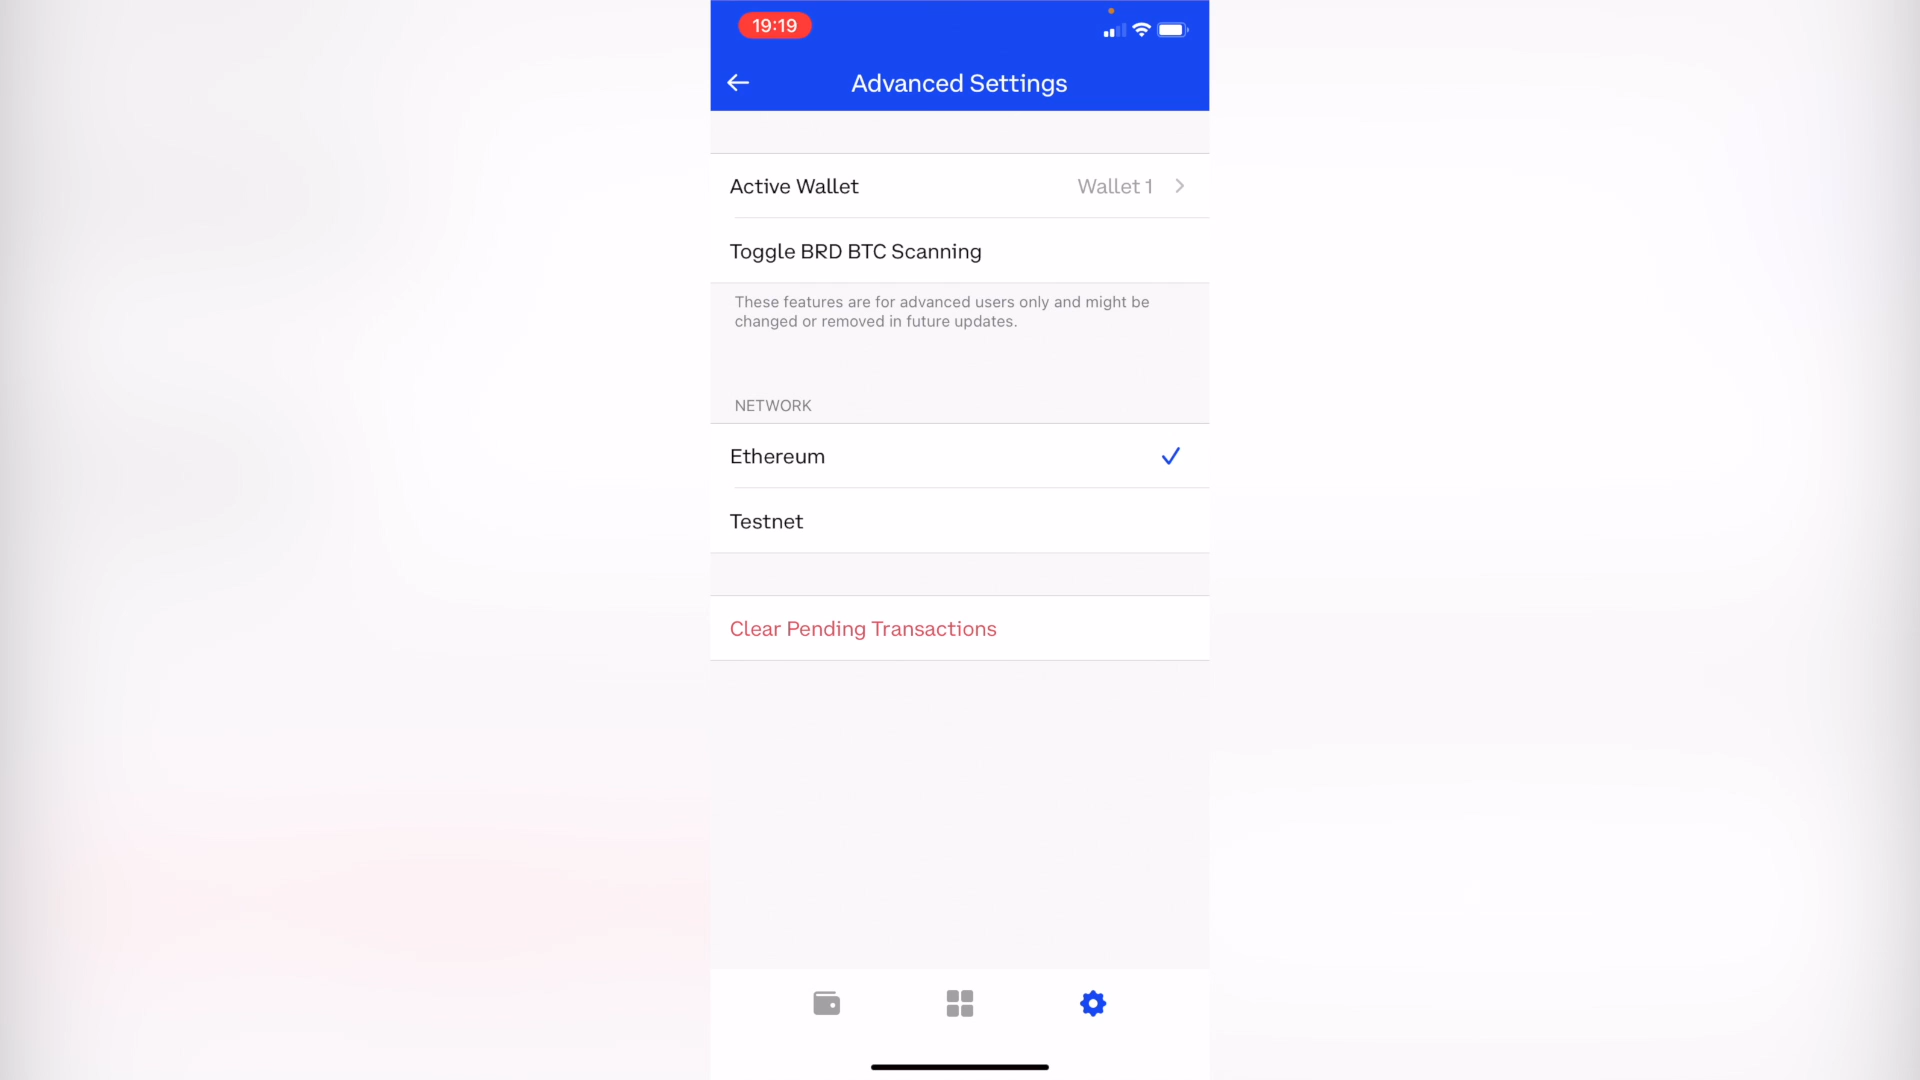 19:19
Advanced Settings
Active Wallet Wallet 1
Toggle BRD BTC Scanning
These features are for advanced users only and might be
changed or removed in future updates.
NETWORK
Ethereum
Testnet
Clear Pending Transactions